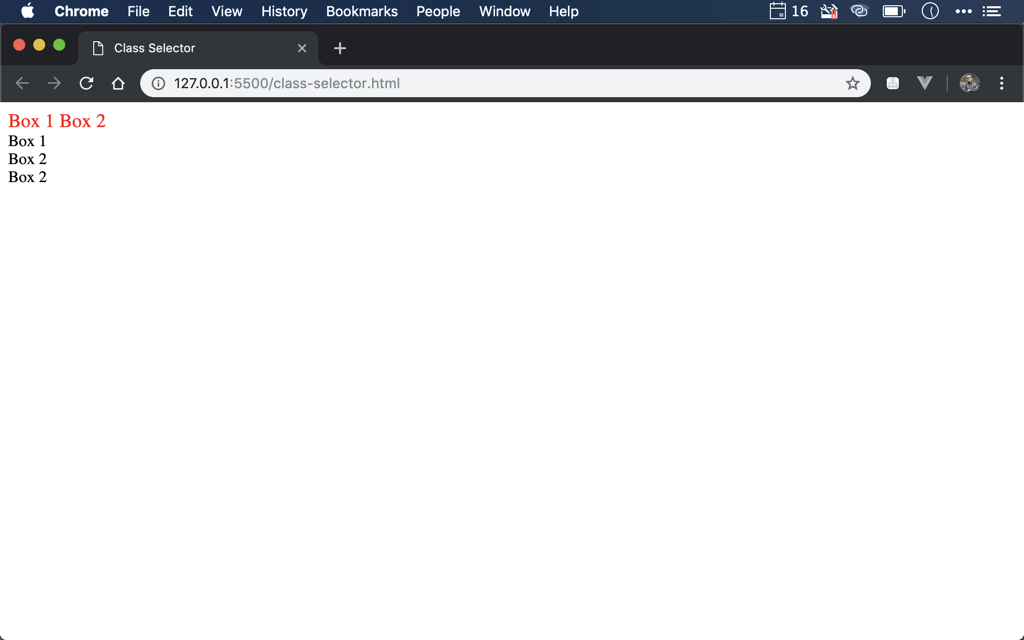 Chrome File Edit View History Bookmarks People Window Help 16
Class Selector
127.0.0.1:5500/class-selector.html
Box 1 Box 2
Box 1
Box 2
Box 2